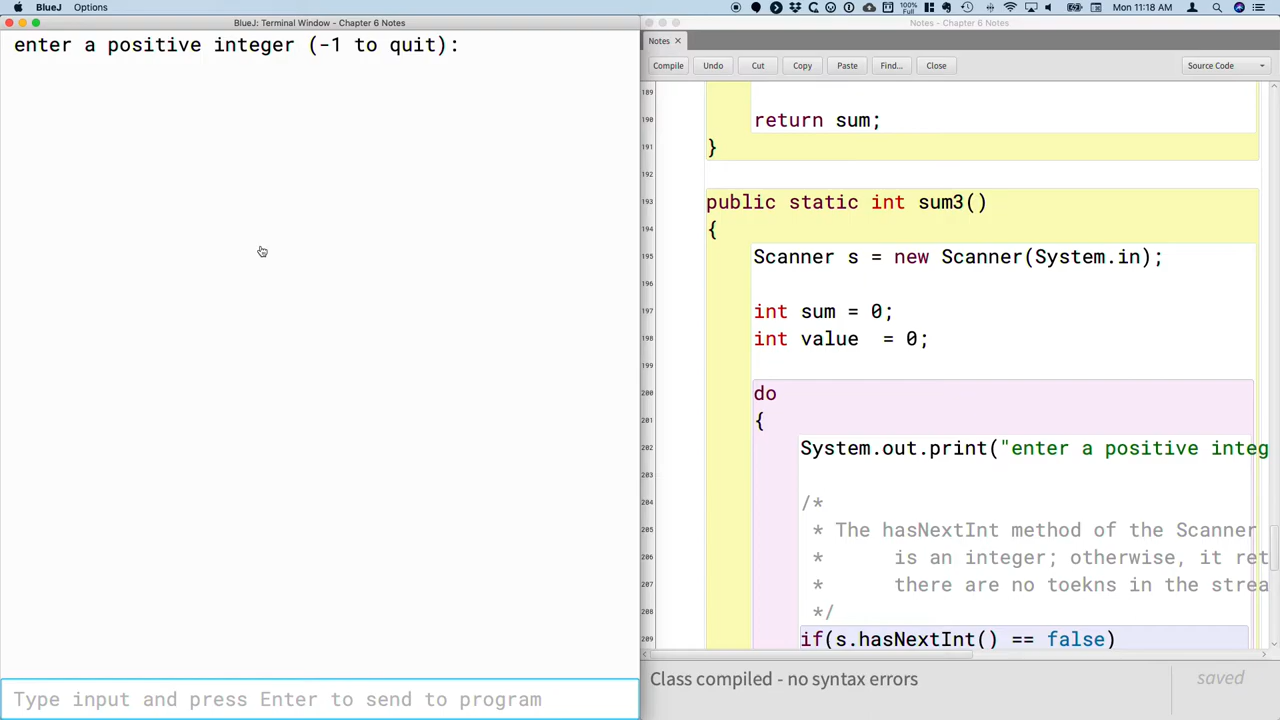 BlueJ Options
100% Full
Mon 11:18 AM
BlueJ: Terminal Window - Chapter 6 Notes
enter a positive integer (-1 to quit):
Type input and press Enter to send to program
Notes - Chapter 6 Notes
Notes ×
Compile Undo Cut Copy Paste Find... Close Source Code
189
190 return sum;
191 }
192
193 public static int sum3()
194 {
195 Scanner s = new Scanner(System.in);
196
197 int sum = 0;
198 int value  = 0;
199
200 do
201 {
202 System.out.print("enter a positive integ
203
204 /*
205 * The hasNextInt method of the Scanner
206 *      is an integer; otherwise, it ret
207 *      there are no toekns in the strea
208 */
209 if(s.hasNextInt() == false)
Class compiled - no syntax errors
saved